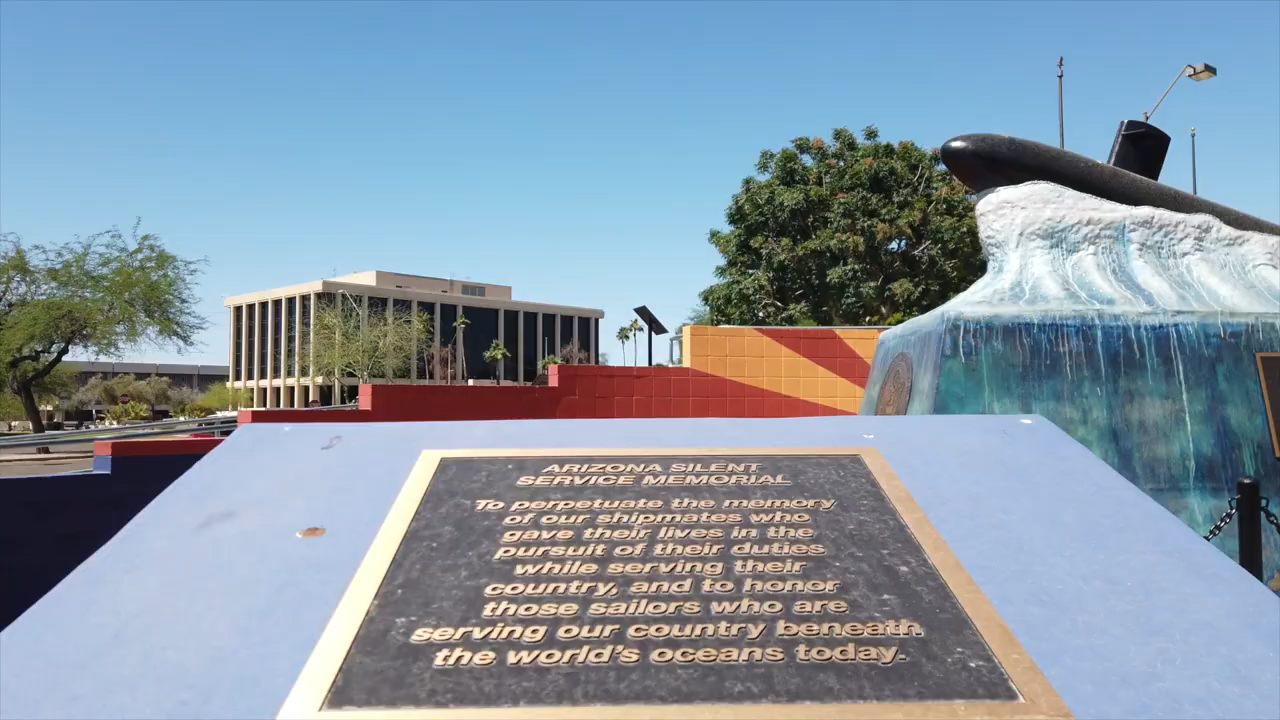 ARIZONA SILENT
SERVICE MEMORIAL
To perpetuate the memory
of our shipmates who
gave their lives in the
pursuit of their duties
while serving their
country, and to honor
those sailors who are
serving our country beneath
the world's oceans today.